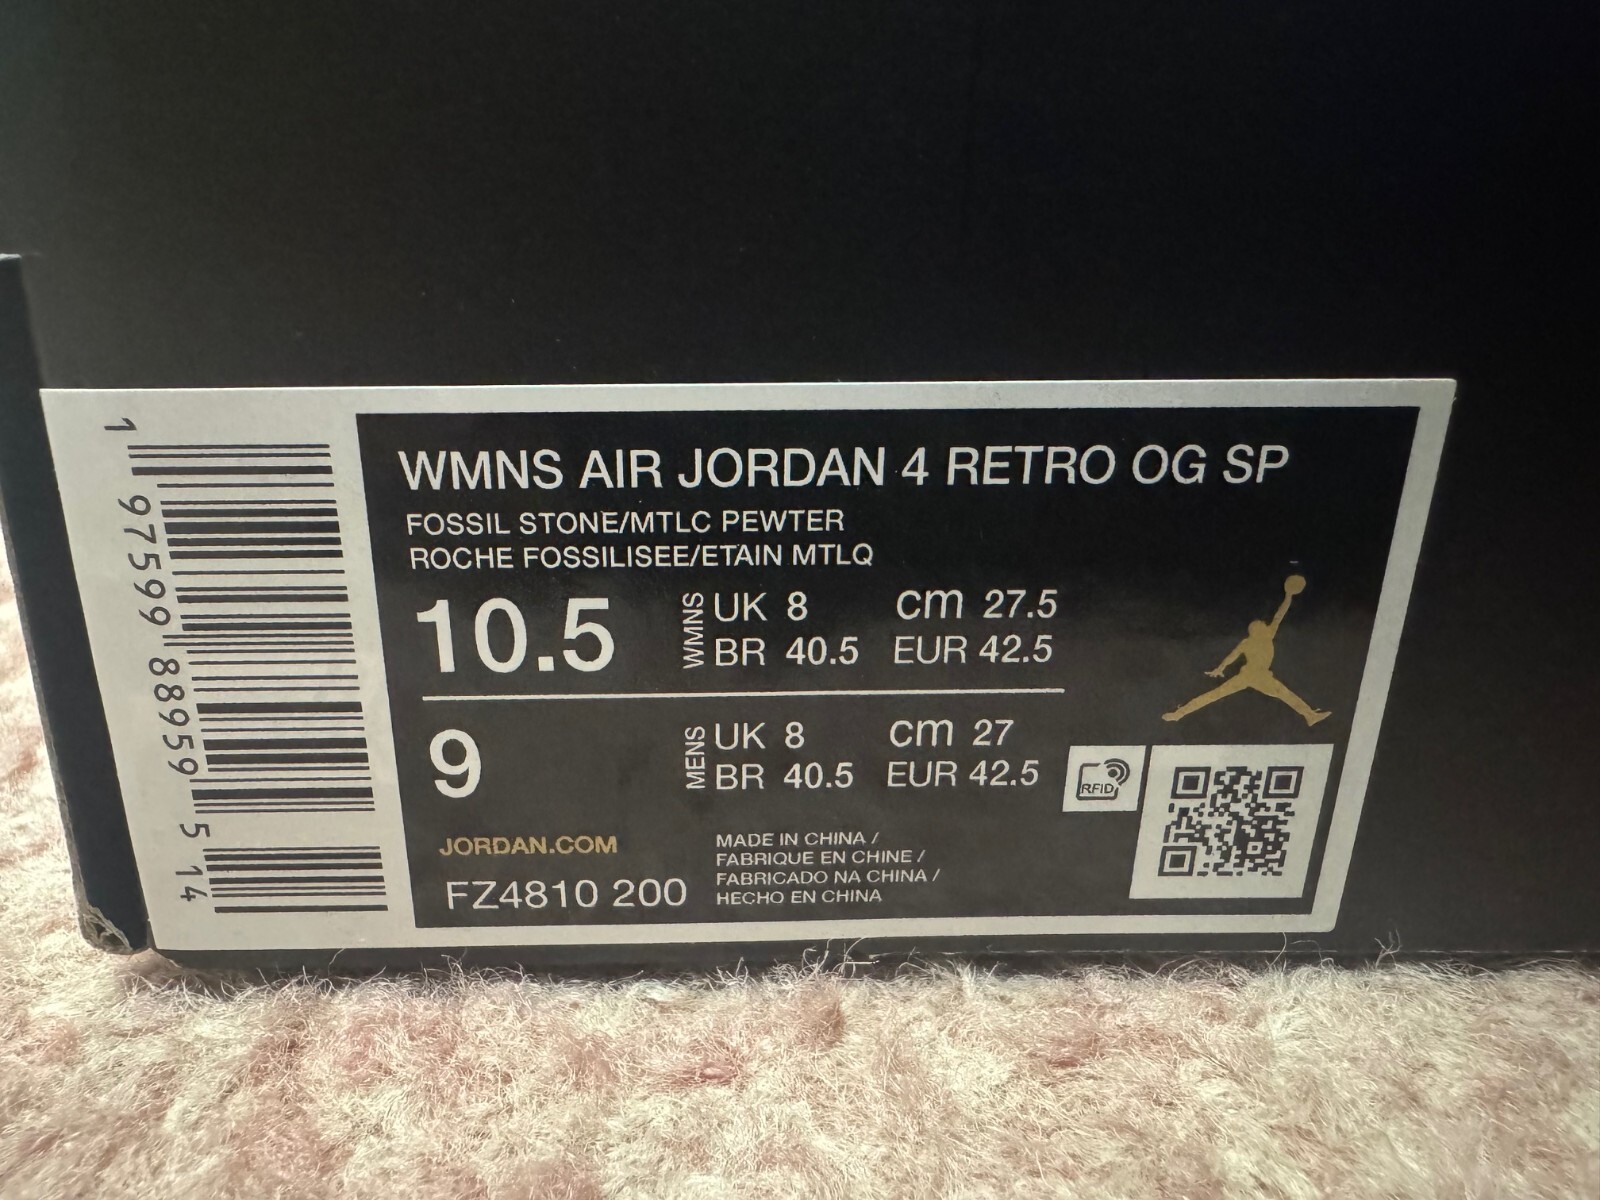 1 97599 88959 5 14
WMNS AIR JORDAN 4 RETRO OG SP
FOSSIL STONE/MTLC PEWTER
ROCHE FOSSILISEE/ETAIN MTLQ
10.5 WMNS UK 8 cm 27.5
BR 40.5 EUR 42.5
9 MENS UK 8 cm 27
BR 40.5 EUR 42.5
RFID
JORDAN.COM
FZ4810 200
MADE IN CHINA /
FABRIQUE EN CHINE /
FABRICADO NA CHINA /
HECHO EN CHINA